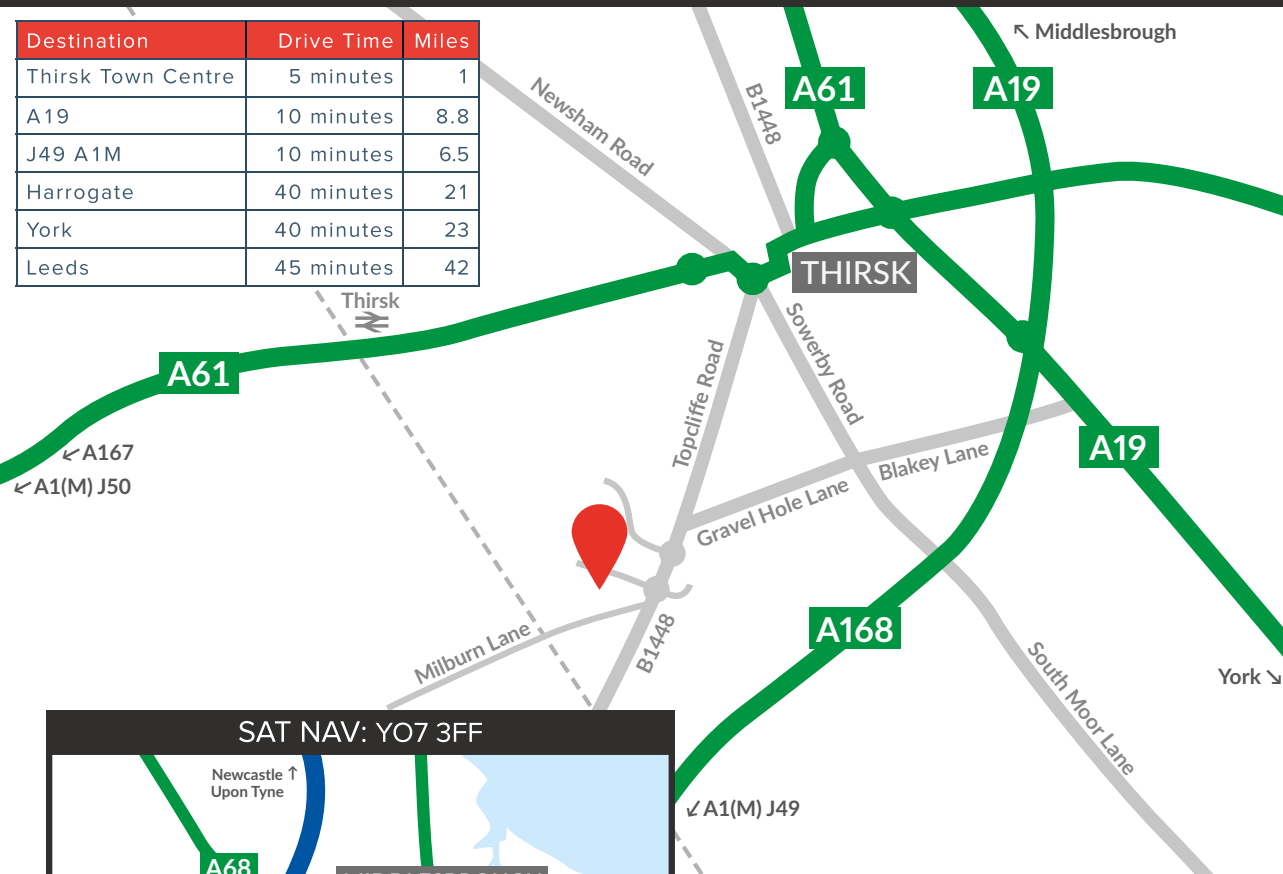 Destination Drive Time Miles
Thirsk Town Centre 5 minutes 1
A19 10 minutes 8.8
J49 A1M 10 minutes 6.5
Harrogate 40 minutes 21
York 40 minutes 23
Leeds 45 minutes 42
↖ Middlesbrough
A61
A19
B1448
Newsham Road
THIRSK
Thirsk
A61
Sowerby Road
Topcliffe Road
↙ A167
↙ A1(M) J50
A19
Blakey Lane
Gravel Hole Lane
A168
B1448
Milburn Lane
South Moor Lane
York ↘
SAT NAV: YO7 3FF
Newcastle ↑
Upon Tyne
↙ A1(M) J49
A68